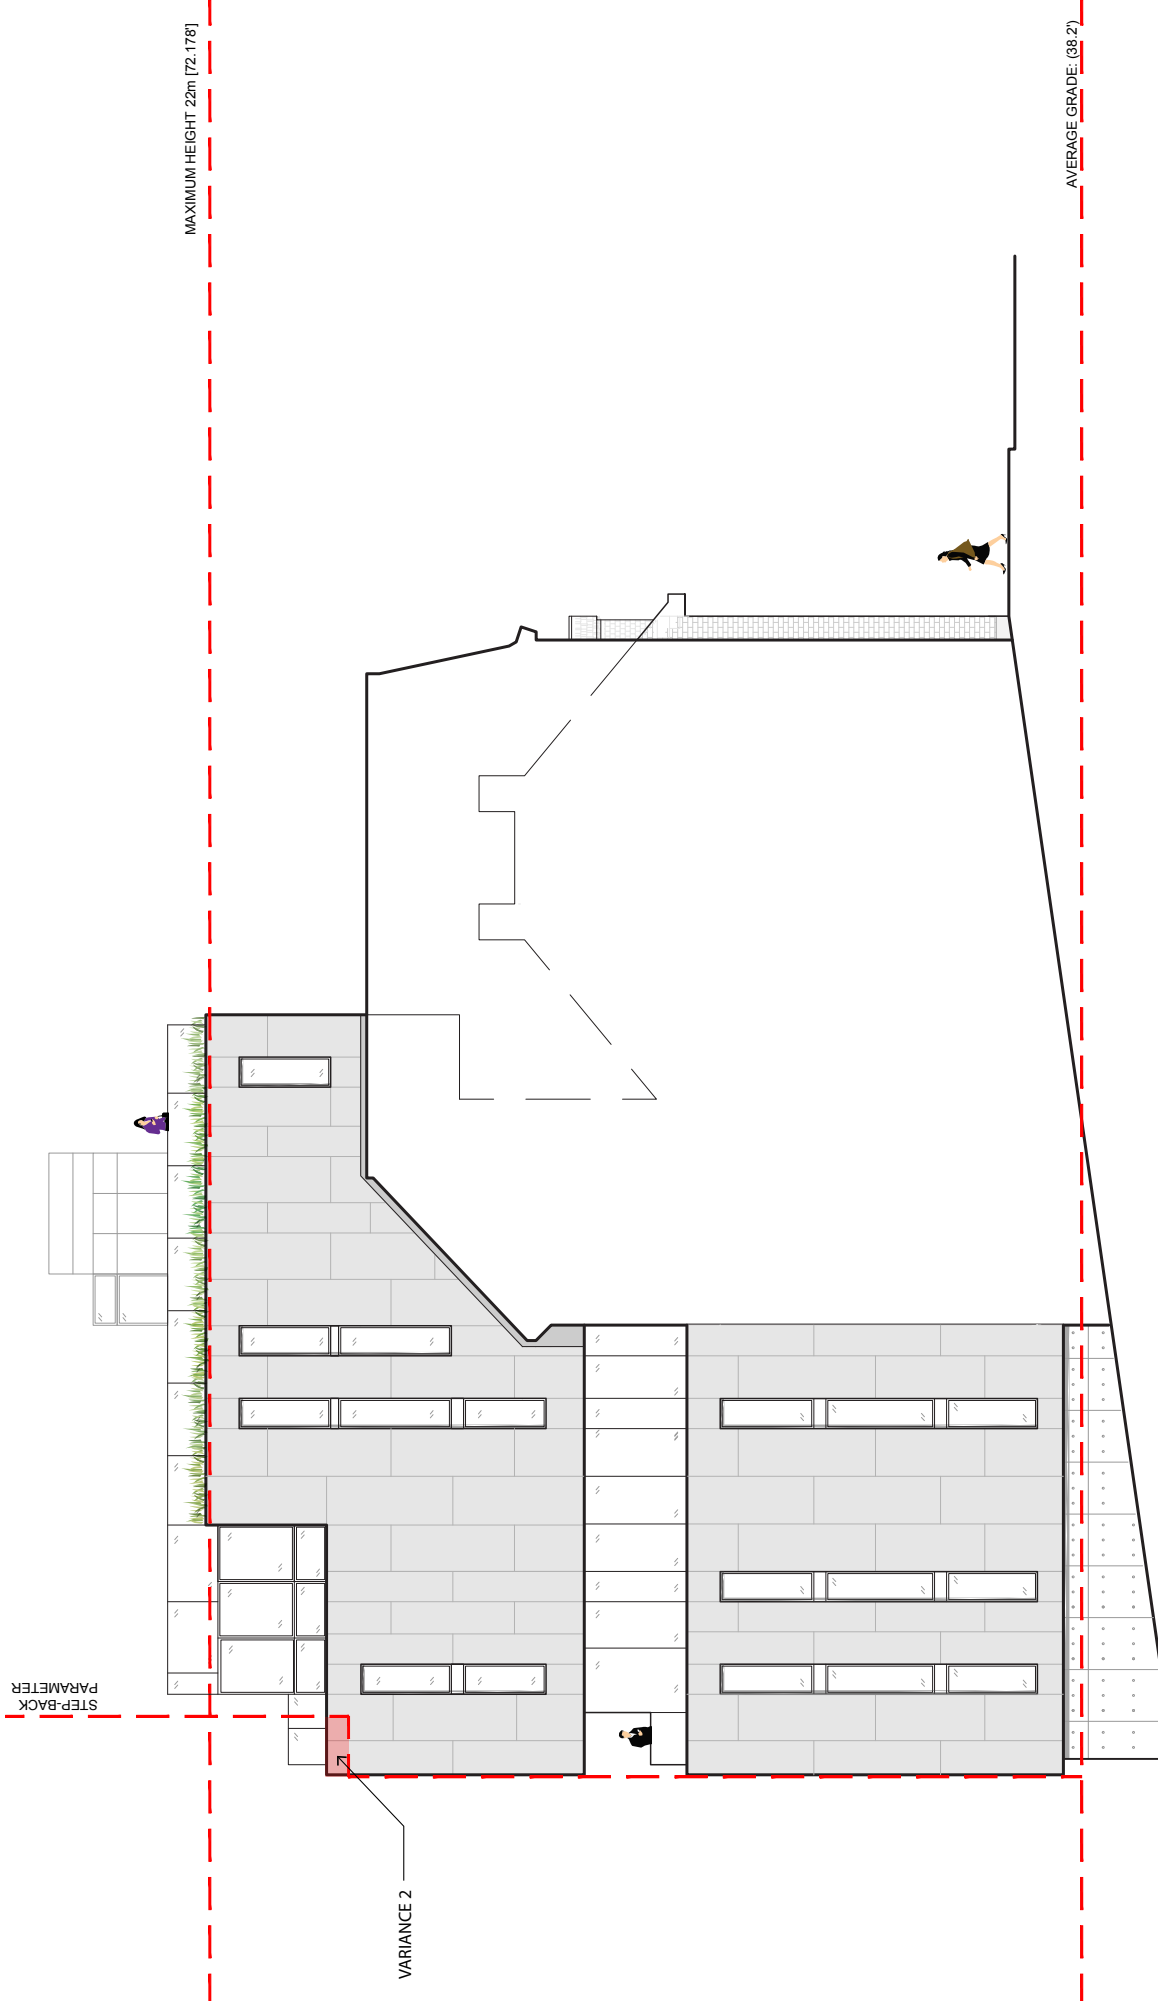 MAXIMUM HEIGHT 22m [72.178']
AVERAGE GRADE: (38.2')
STEP-BACK
PARAMETER
VARIANCE 2